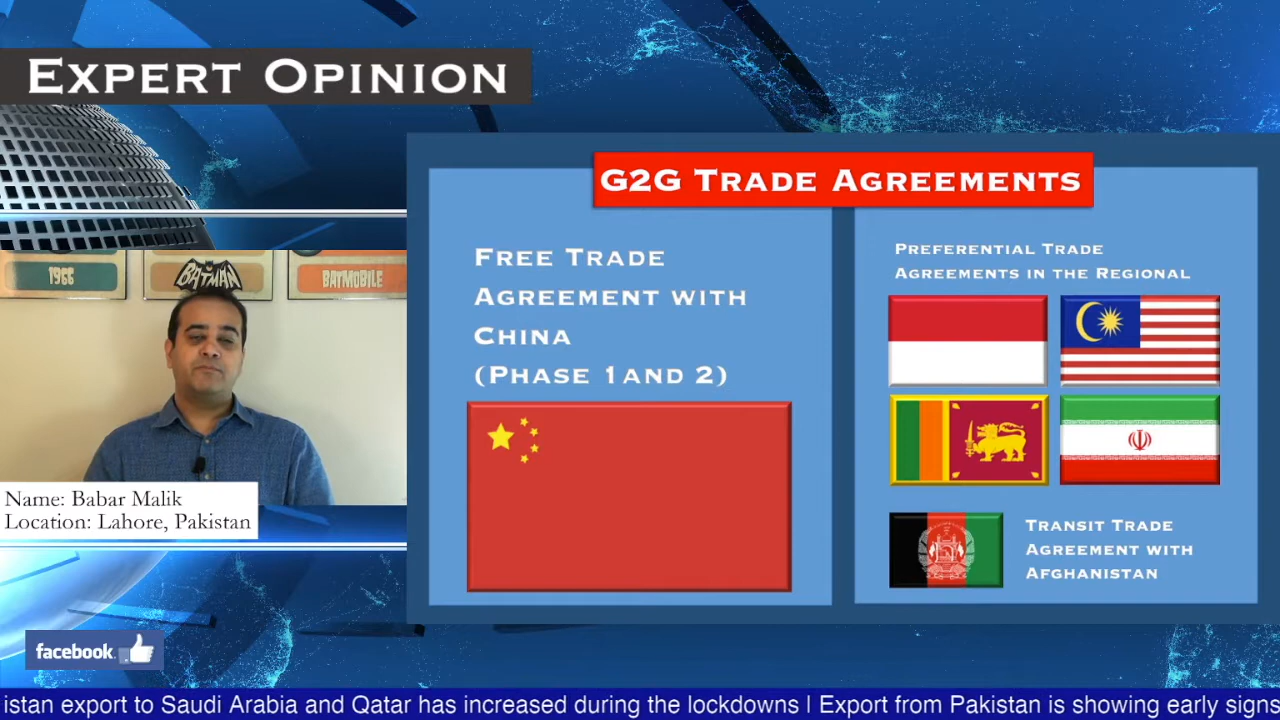 EXPERT OPINION
G2G TRADE AGREEMENTS
FREE TRADE
AGREEMENT WITH
CHINA
(PHASE 1AND 2)
PREFERENTIAL TRADE
AGREEMENTS IN THE REGIONAL
TRANSIT TRADE
AGREEMENT WITH
AFGHANISTAN
1966
BATMAN
BATMOBILE
Name: Babar Malik
Location: Lahore, Pakistan
facebook.
istan export to Saudi Arabia and Qatar has increased during the lockdowns | Export from Pakistan is showing early signs